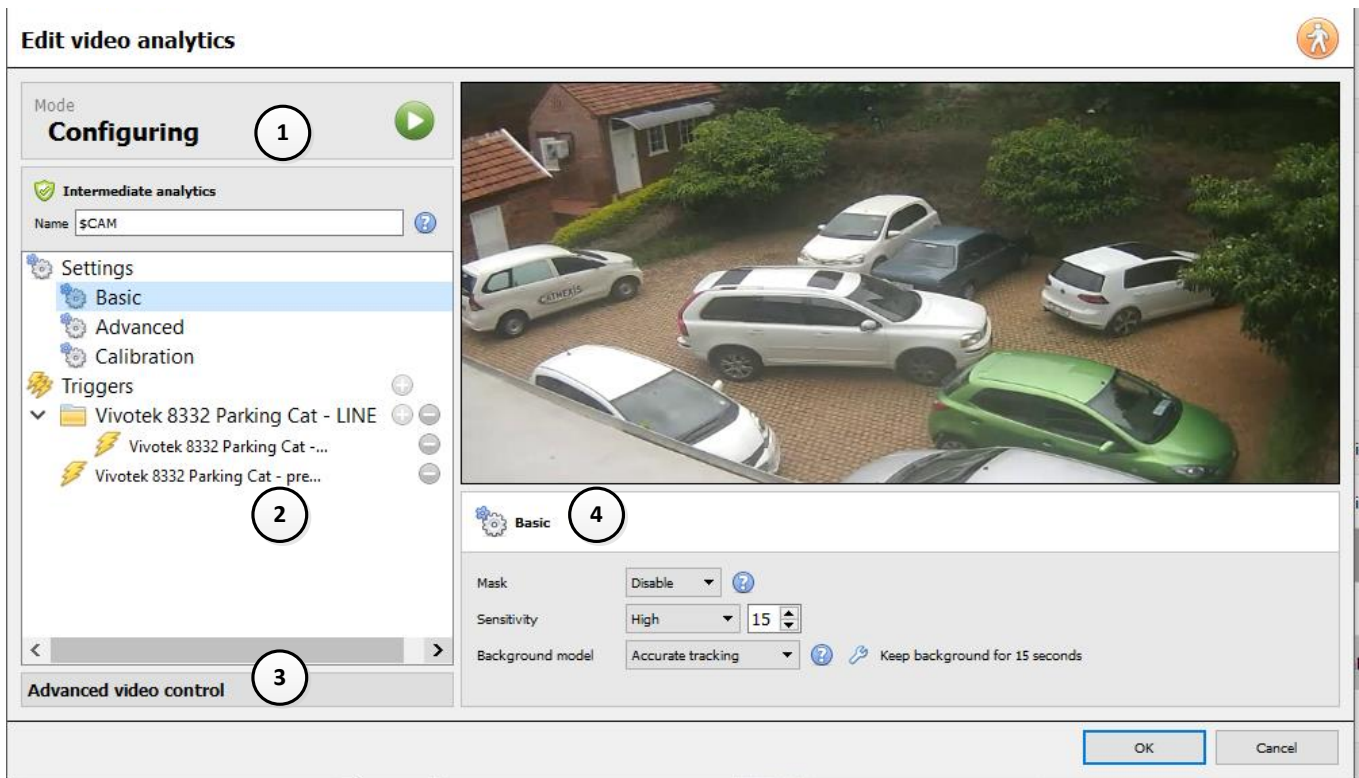 Edit video analytics
Mode
Configuring
1
Intermediate analytics
Name $CAM
Settings
Basic
Advanced
Calibration
Triggers
Vivotek 8332 Parking Cat - LINE
Vivotek 8332 Parking Cat -...
Vivotek 8332 Parking Cat - pre...
2
3
Advanced video control
CATHEXIS
Basic
4
Mask Disable
Sensitivity High 15
Background model Accurate tracking Keep background for 15 seconds
OK Cancel